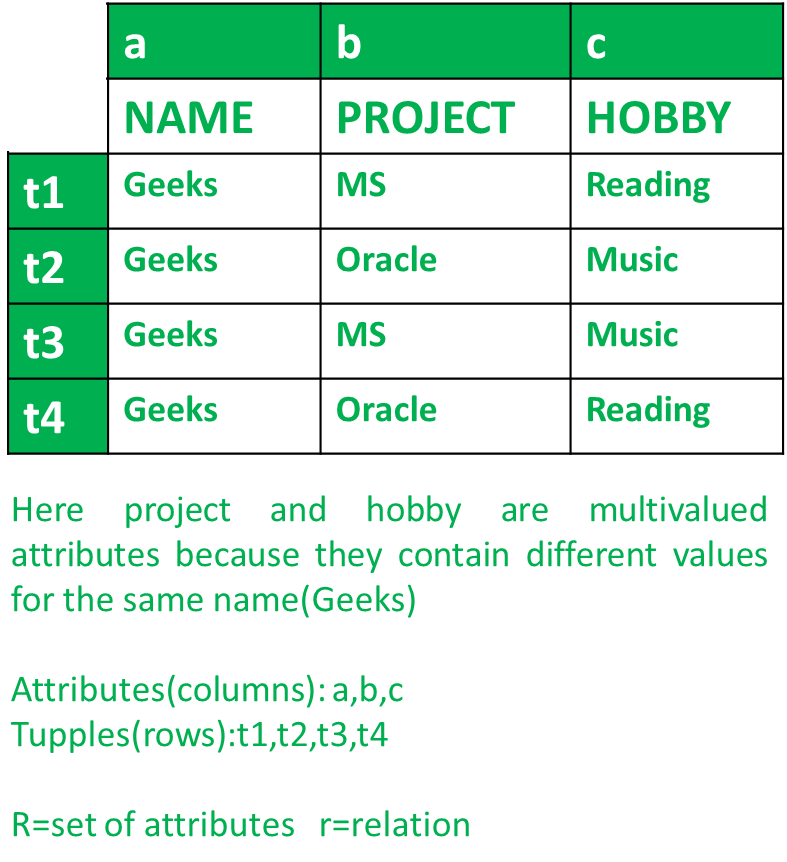 a b c
NAME PROJECT HOBBY
t1 Geeks MS Reading
t2 Geeks Oracle Music
t3 Geeks MS Music
t4 Geeks Oracle Reading
Here project and hobby are multivalued
attributes because they contain different values
for the same name(Geeks)
Attributes(columns): a,b,c
Tupples(rows):t1,t2,t3,t4
R=set of attributes r=relation